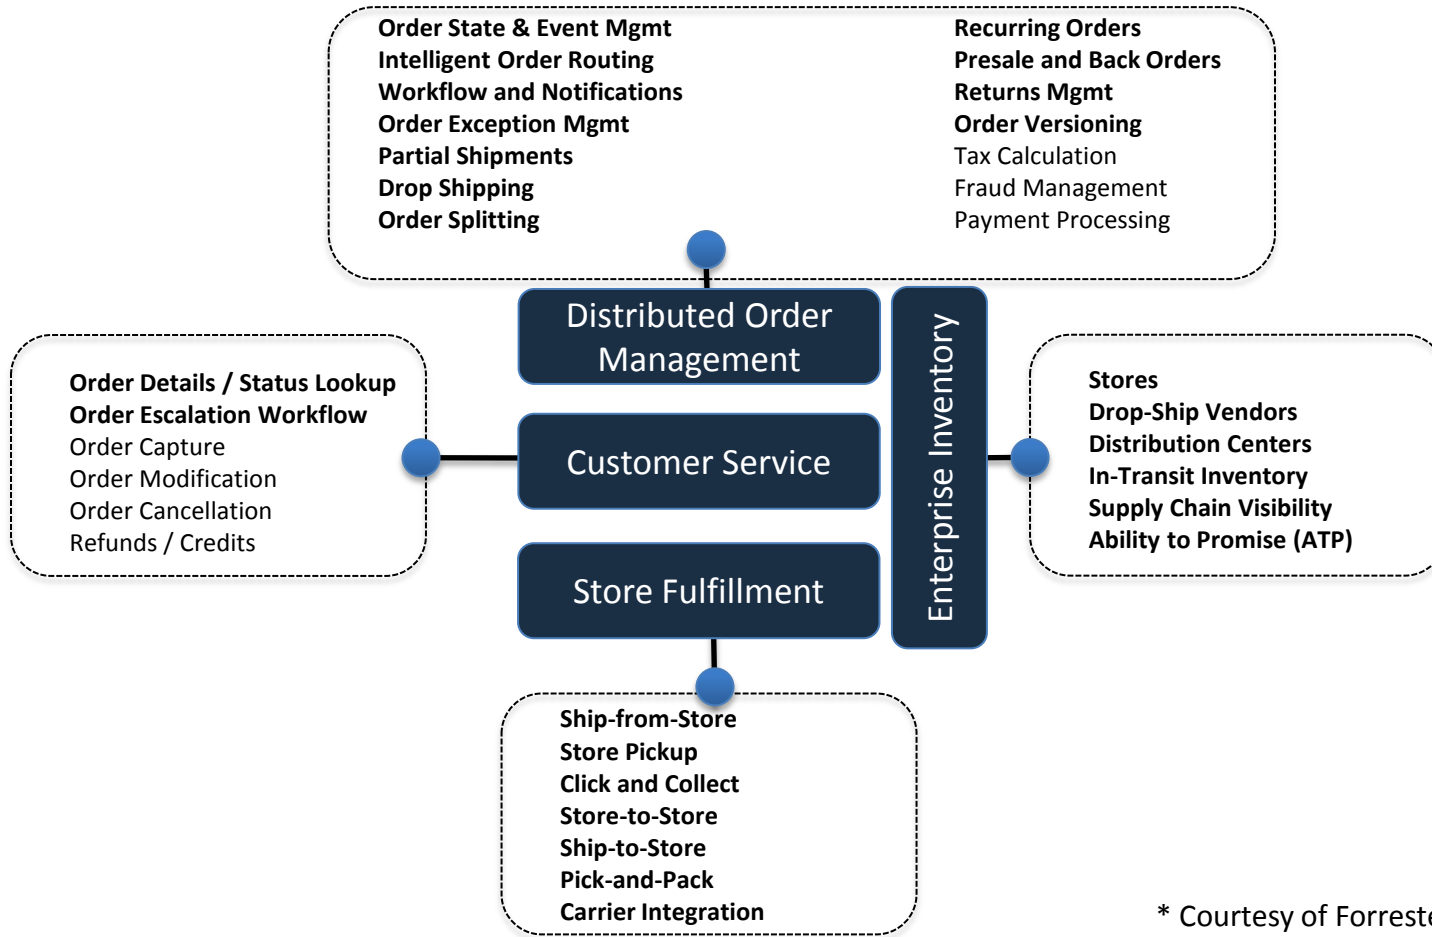 Order State & Event Mgmt
Intelligent Order Routing
Workflow and Notifications
Order Exception Mgmt
Partial Shipments
Drop Shipping
Order Splitting
Recurring Orders
Presale and Back Orders
Returns Mgmt
Order Versioning
Tax Calculation
Fraud Management
Payment Processing
Distributed Order
Management
Enterprise Inventory
Order Details / Status Lookup
Order Escalation Workflow
Order Capture
Order Modification
Order Cancellation
Refunds / Credits
Customer Service
Stores
Drop-Ship Vendors
Distribution Centers
In-Transit Inventory
Supply Chain Visibility
Ability to Promise (ATP)
Store Fulfillment
Ship-from-Store
Store Pickup
Click and Collect
Store-to-Store
Ship-to-Store
Pick-and-Pack
Carrier Integration
* Courtesy of Forreste